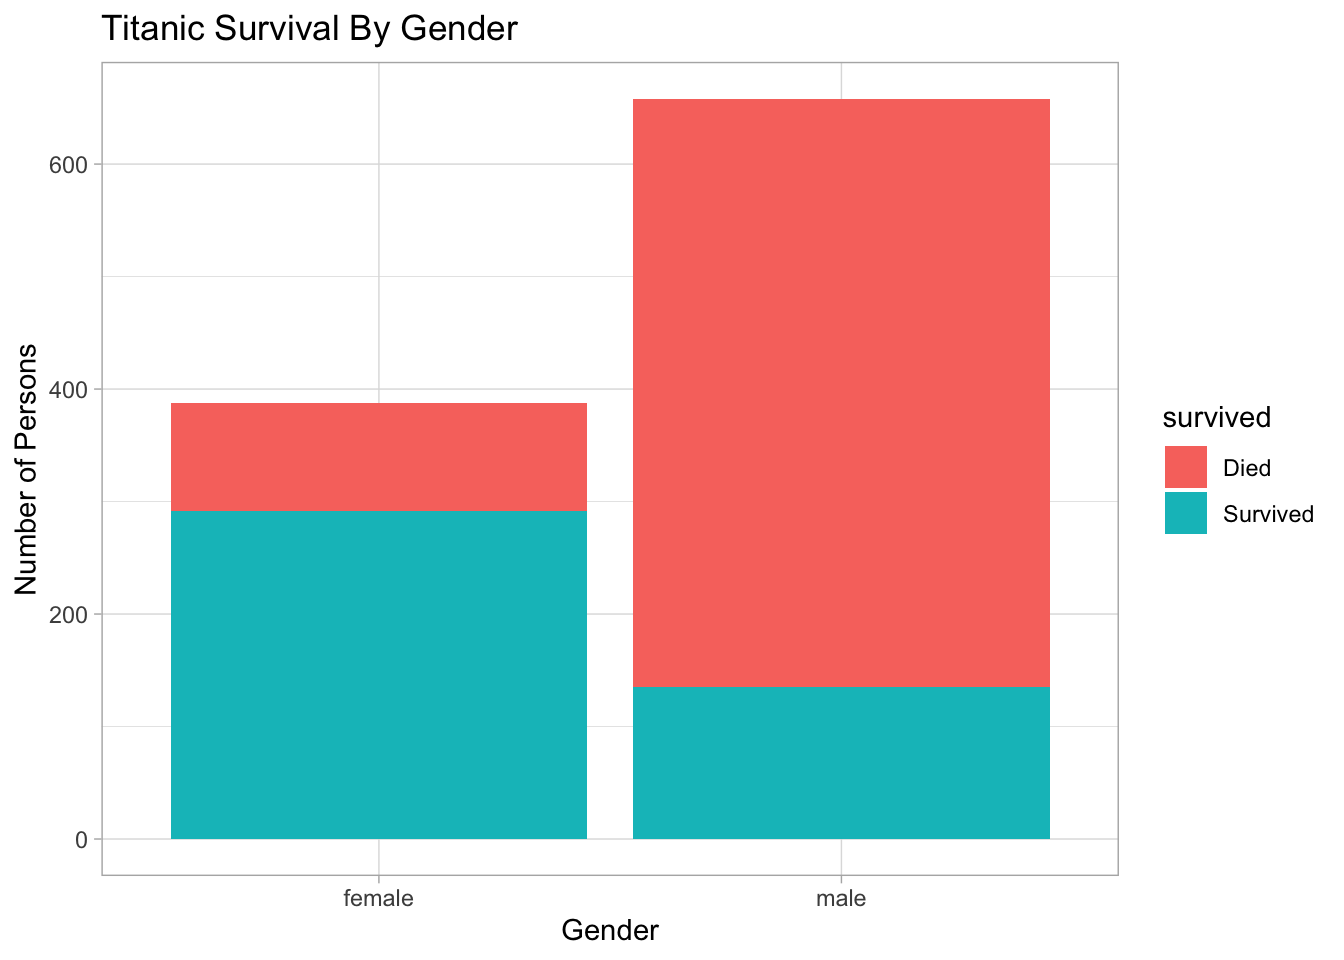 Titanic Survival By Gender
Number of Persons
600
400
200
0
female
male
Gender
survived
Died
Survived